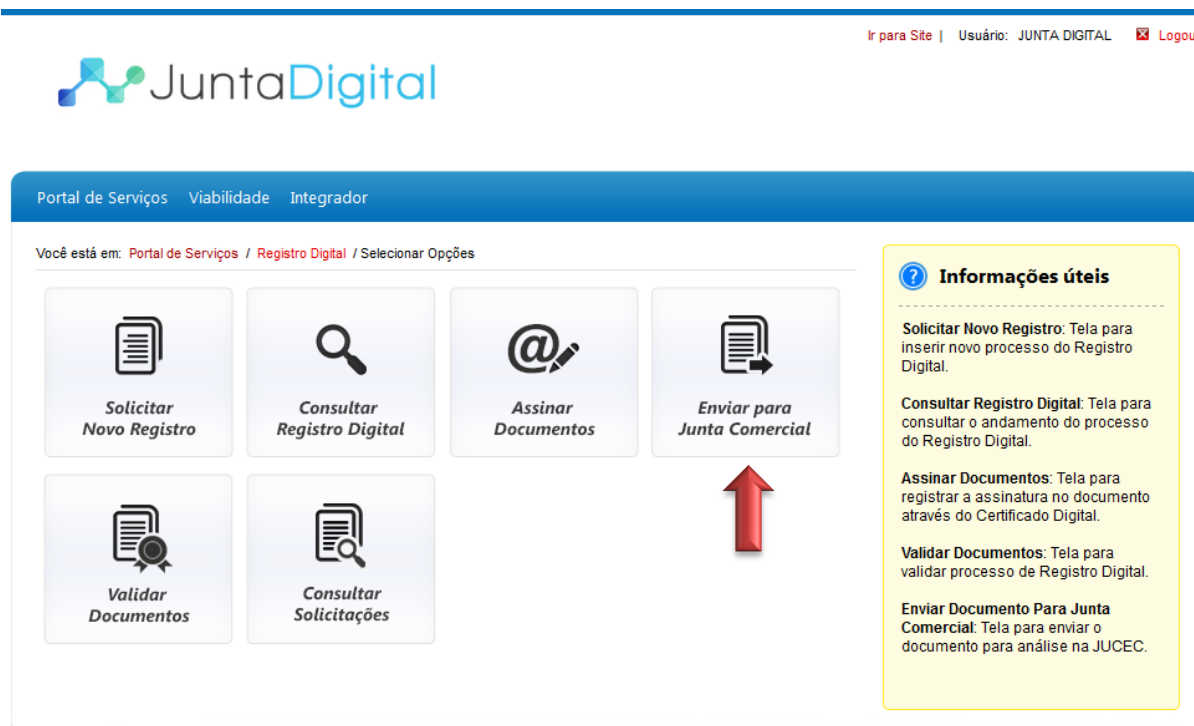 Ir para Site | Usuário: JUNTA DIGITAL Logou
JuntaDigital
Portal de Serviços Viabilidade Integrador
Você está em: Portal de Serviços / Registro Digital / Selecionar Opções
Solicitar
Novo Registro
Consultar
Registro Digital
Assinar
Documentos
Enviar para
Junta Comercial
Validar
Documentos
Consultar
Solicitações
Informações úteis
Solicitar Novo Registro: Tela para
inserir novo processo do Registro
Digital.
Consultar Registro Digital: Tela para
consultar o andamento do processo
do Registro Digital.
Assinar Documentos: Tela para
registrar a assinatura no documento
através do Certificado Digital.
Validar Documentos: Tela para
validar processo de Registro Digital.
Enviar Documento Para Junta
Comercial: Tela para enviar o
documento para análise na JUCEC.